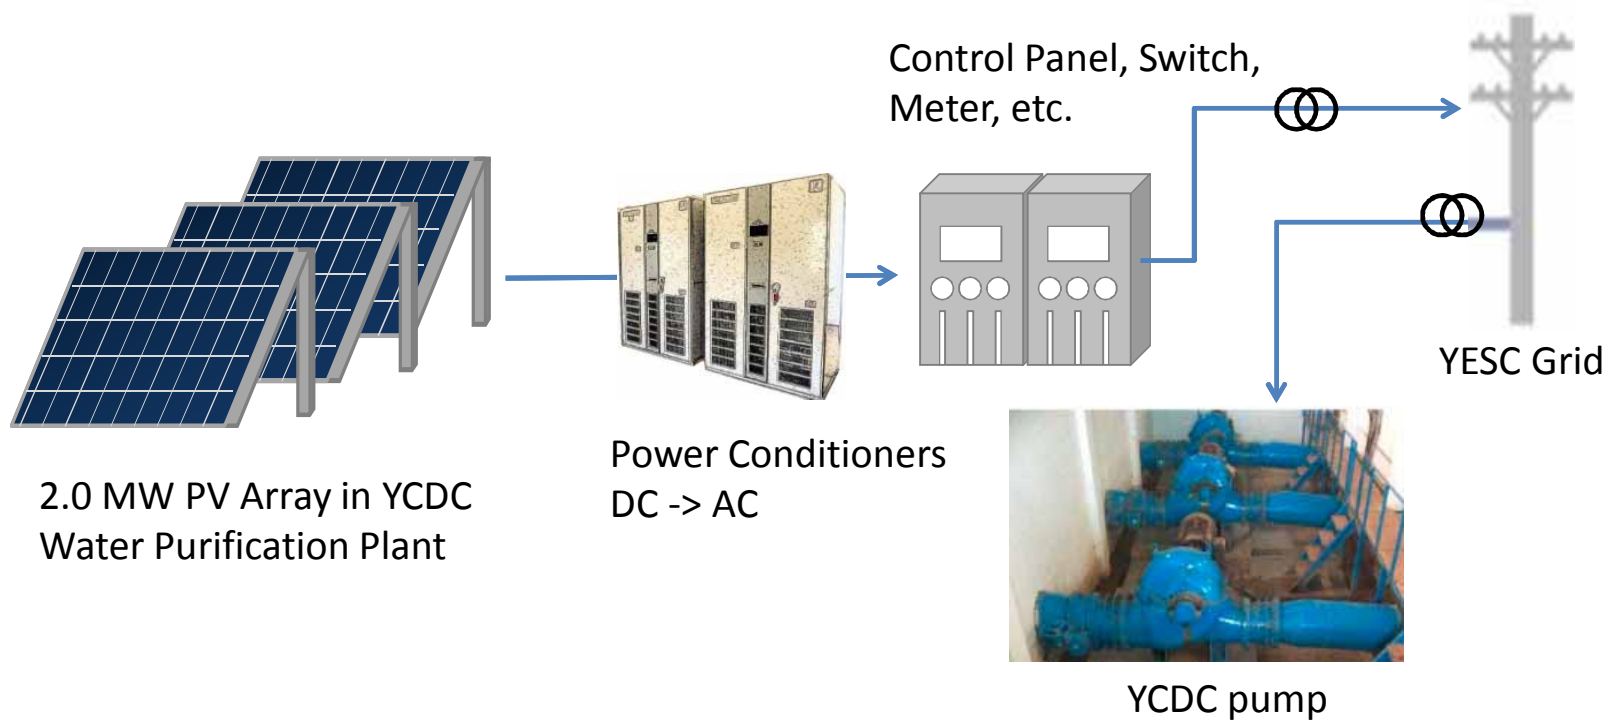 Control Panel, Switch,
Meter, etc.
YESC Grid
Power Conditioners
DC -> AC
2.0 MW PV Array in YCDC
Water Purification Plant
YCDC pump